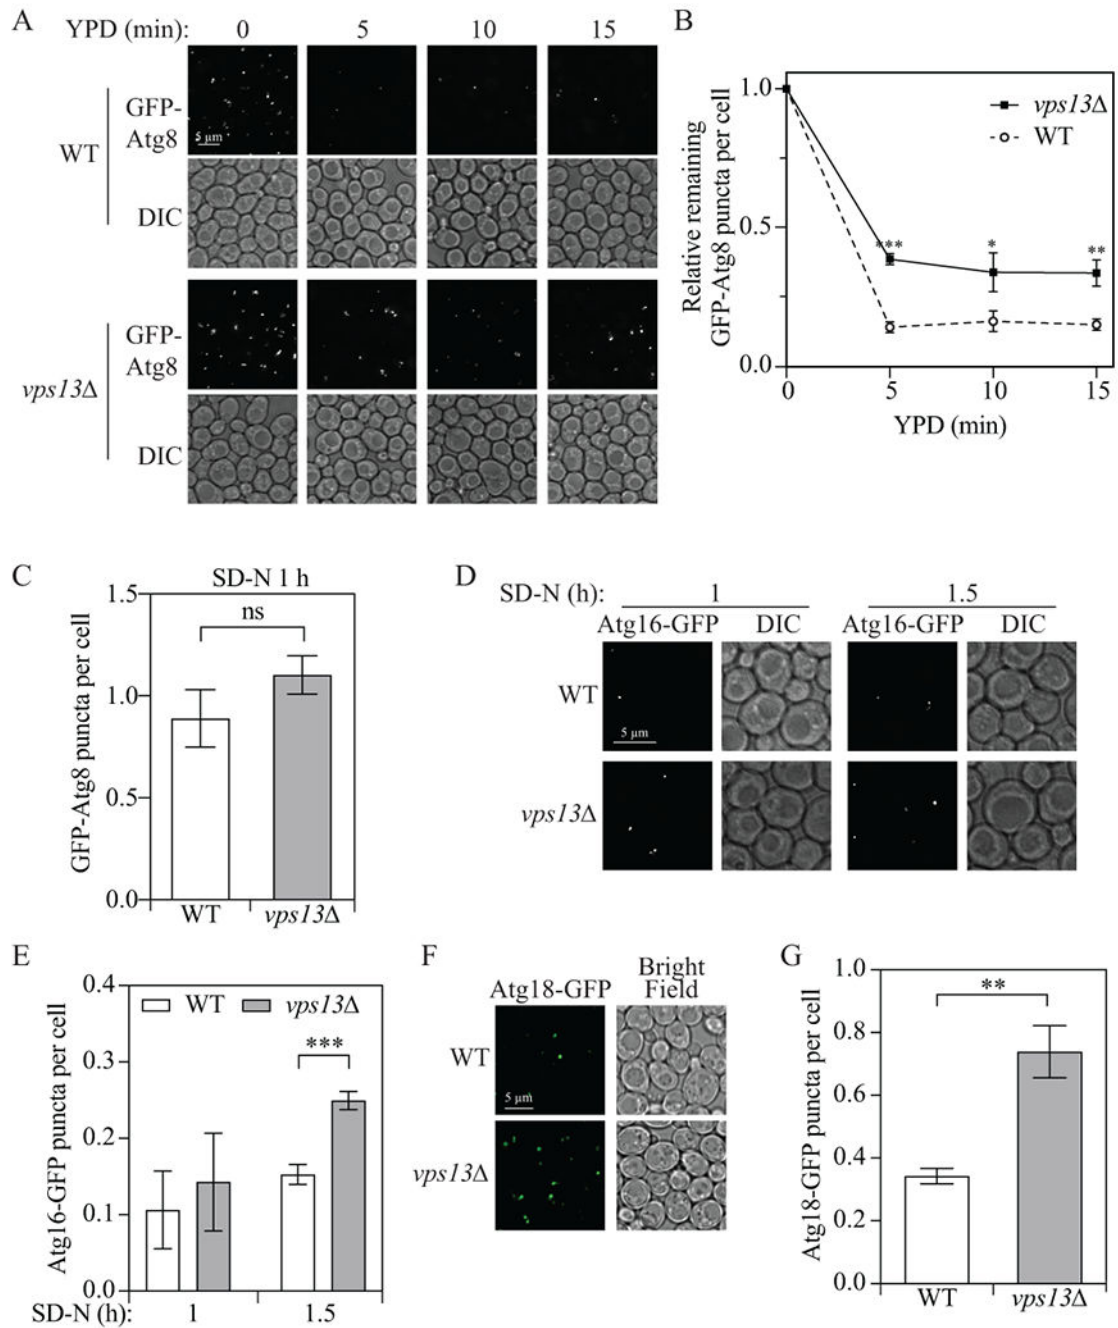 A
YPD (min): 0 5 10 15
WT
GFP-
Atg8
5 µm
DIC
vps13Δ
GFP-
Atg8
DIC
B
Relative remaining
GFP-Atg8 puncta per cell
1.0
0.5
0.0
vps13Δ
WT
***
*
**
0 5 10 15
YPD (min)
C
SD-N 1 h
GFP-Atg8 puncta per cell
1.5
1.0
0.5
0.0
ns
WT vps13Δ
D
SD-N (h): 1 1.5
Atg16-GFP DIC Atg16-GFP DIC
WT
5 µm
vps13Δ
E
Atg16-GFP puncta per cell
0.4
0.3
0.2
0.1
0.0
WT vps13Δ
***
SD-N (h): 1 1.5
F
Bright
Atg18-GFP Field
WT
5 µm
vps13Δ
G
Atg18-GFP puncta per cell
1.0
0.8
0.6
0.4
0.2
0.0
**
WT vps13Δ